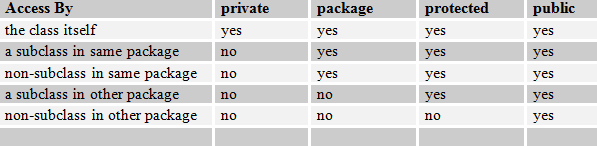 Access By private package protected public
the class itself yes yes yes yes
a subclass in same package no yes yes yes
non-subclass in same package no yes yes yes
a subclass in other package no no yes yes
non-subclass in other package no no no yes